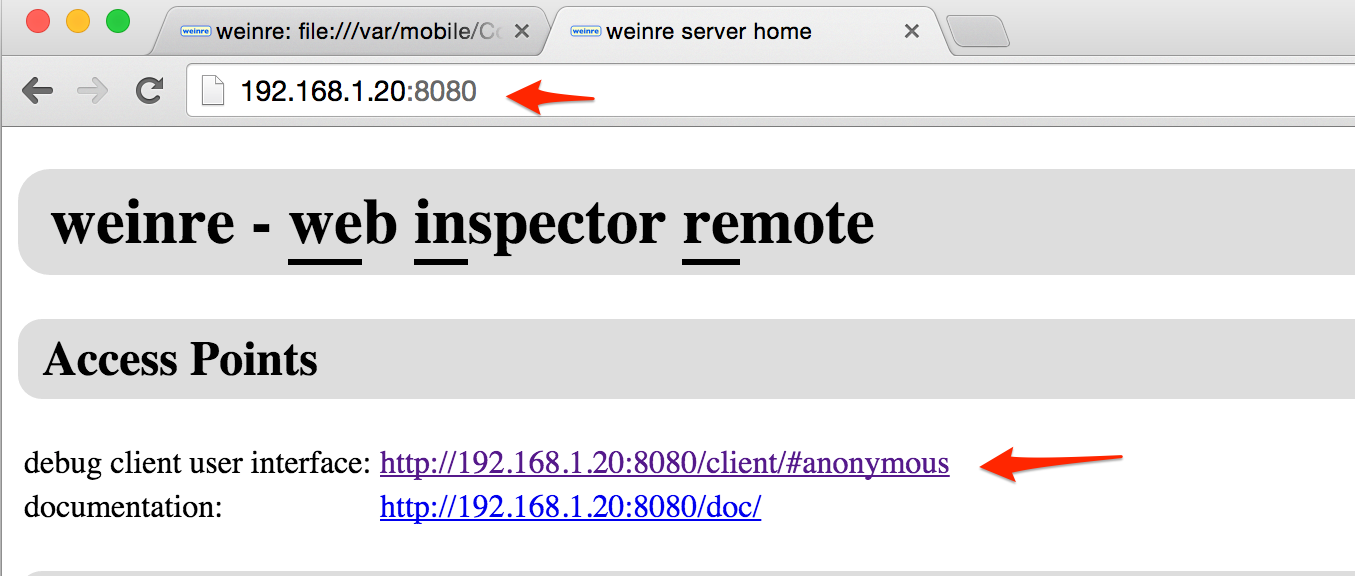 weinre weinre: file:///var/mobile/Co weinre weinre server home
192.168.1.20:8080
weinre - web inspector remote
Access Points
debug client user interface: http://192.168.1.20:8080/client/#anonymous
documentation: http://192.168.1.20:8080/doc/